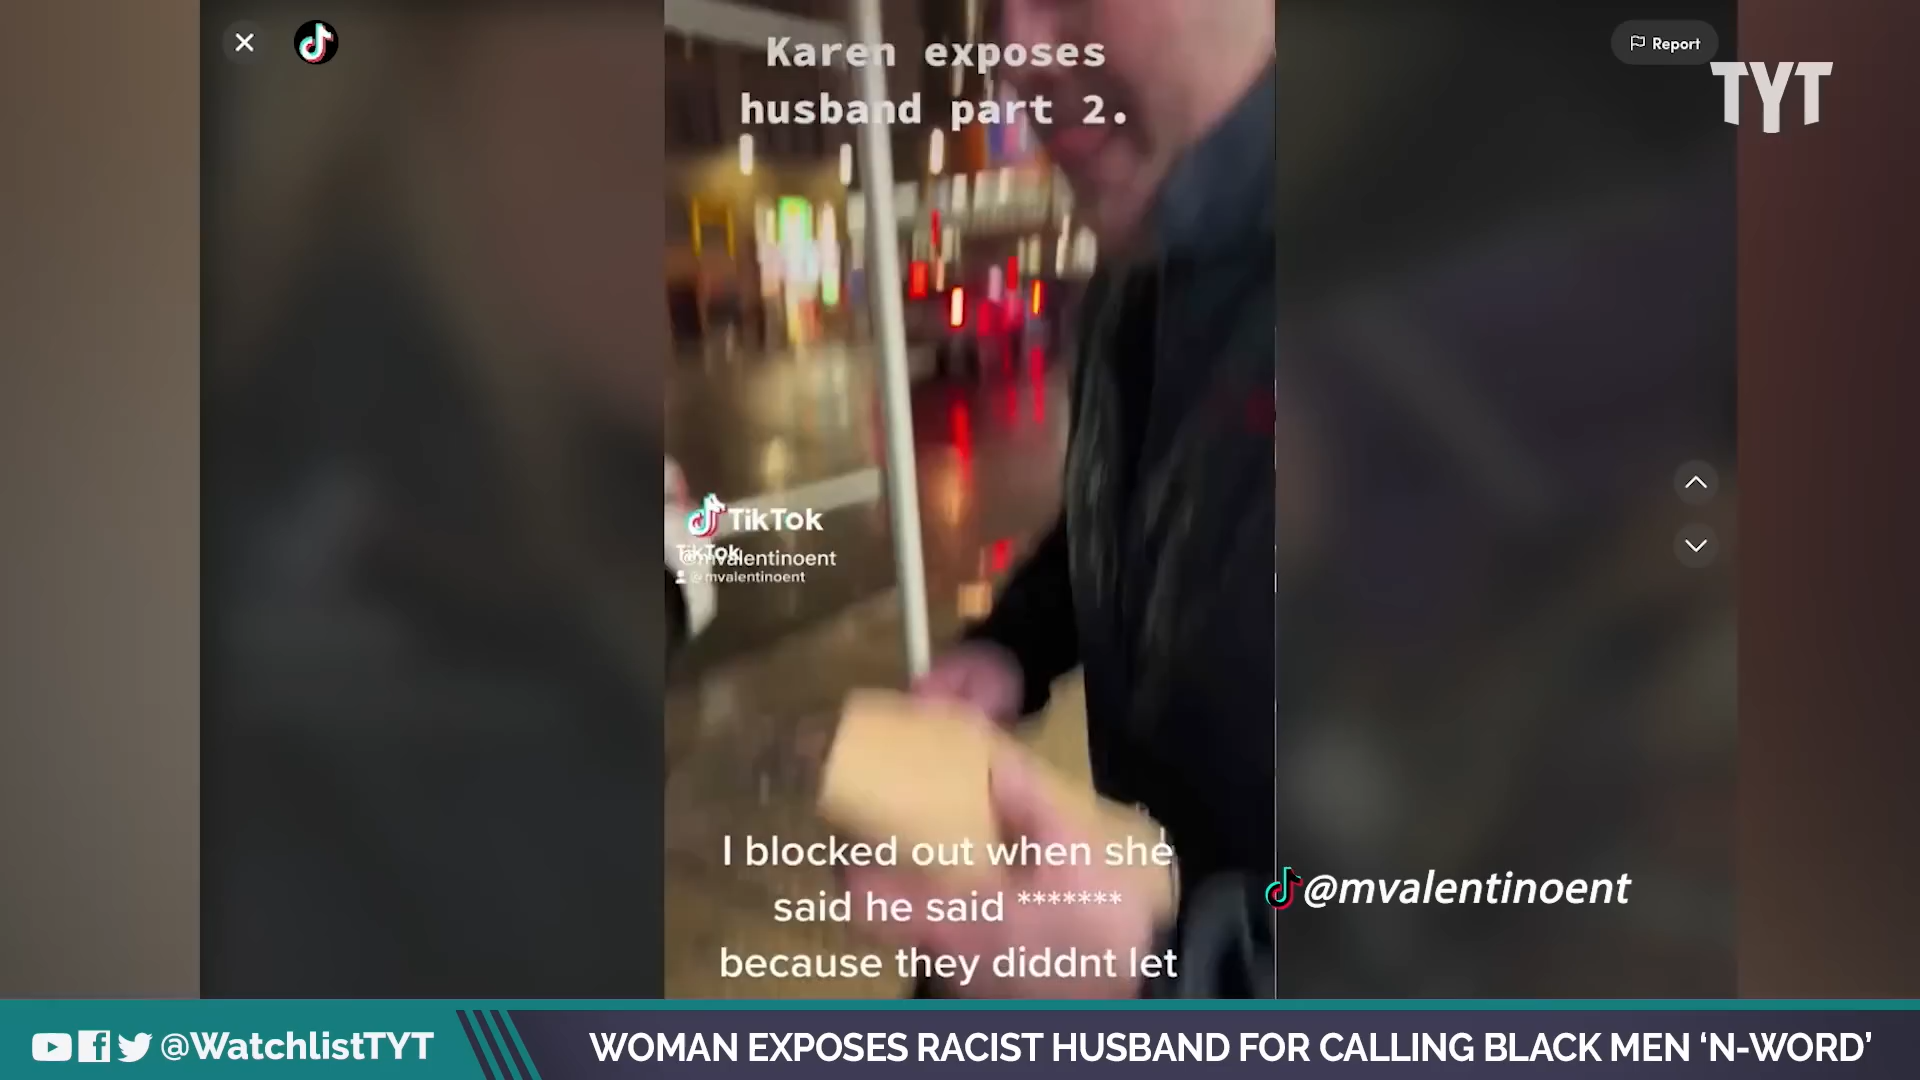 Report
TYT
Karen exposes
husband part 2.
TikTok
@mvalentinoent
TikTok
@mvalentinoent
I blocked out when she
said he said *******
because they diddnt let
@mvalentinoent
@WatchlistTYT
WOMAN EXPOSES RACIST HUSBAND FOR CALLING BLACK MEN ‘N-WORD’